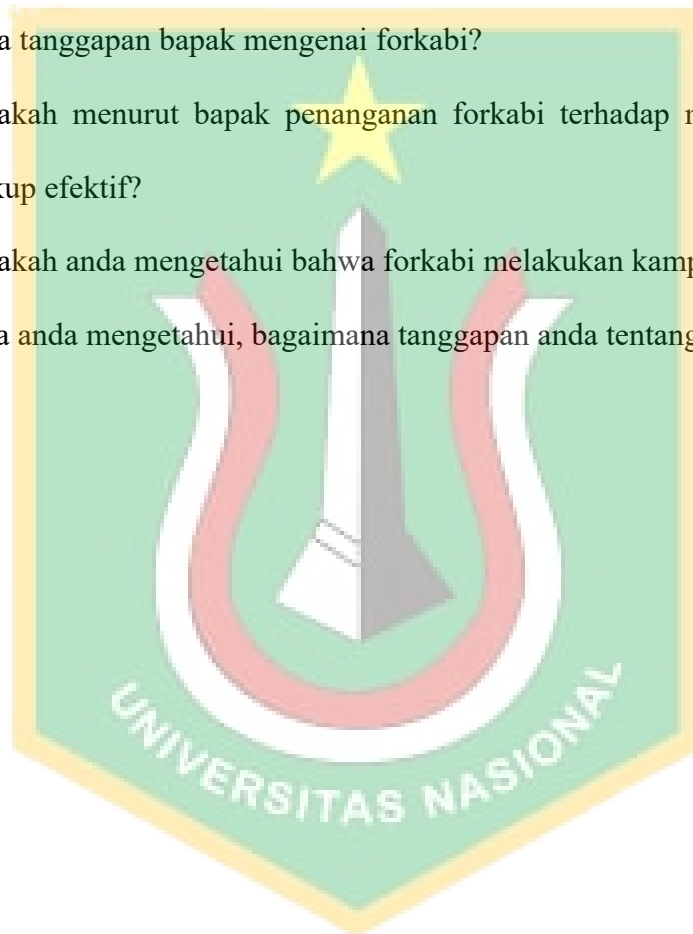 a tanggapan bapak mengenai forkabi?
akah menurut bapak penanganan forkabi terhadap
kup efektif?
akah anda mengetahui bahwa forkabi melakukan kamp
a anda mengetahui, bagaimana tanggapan anda tentang
UNIVERSITAS NASIONAL